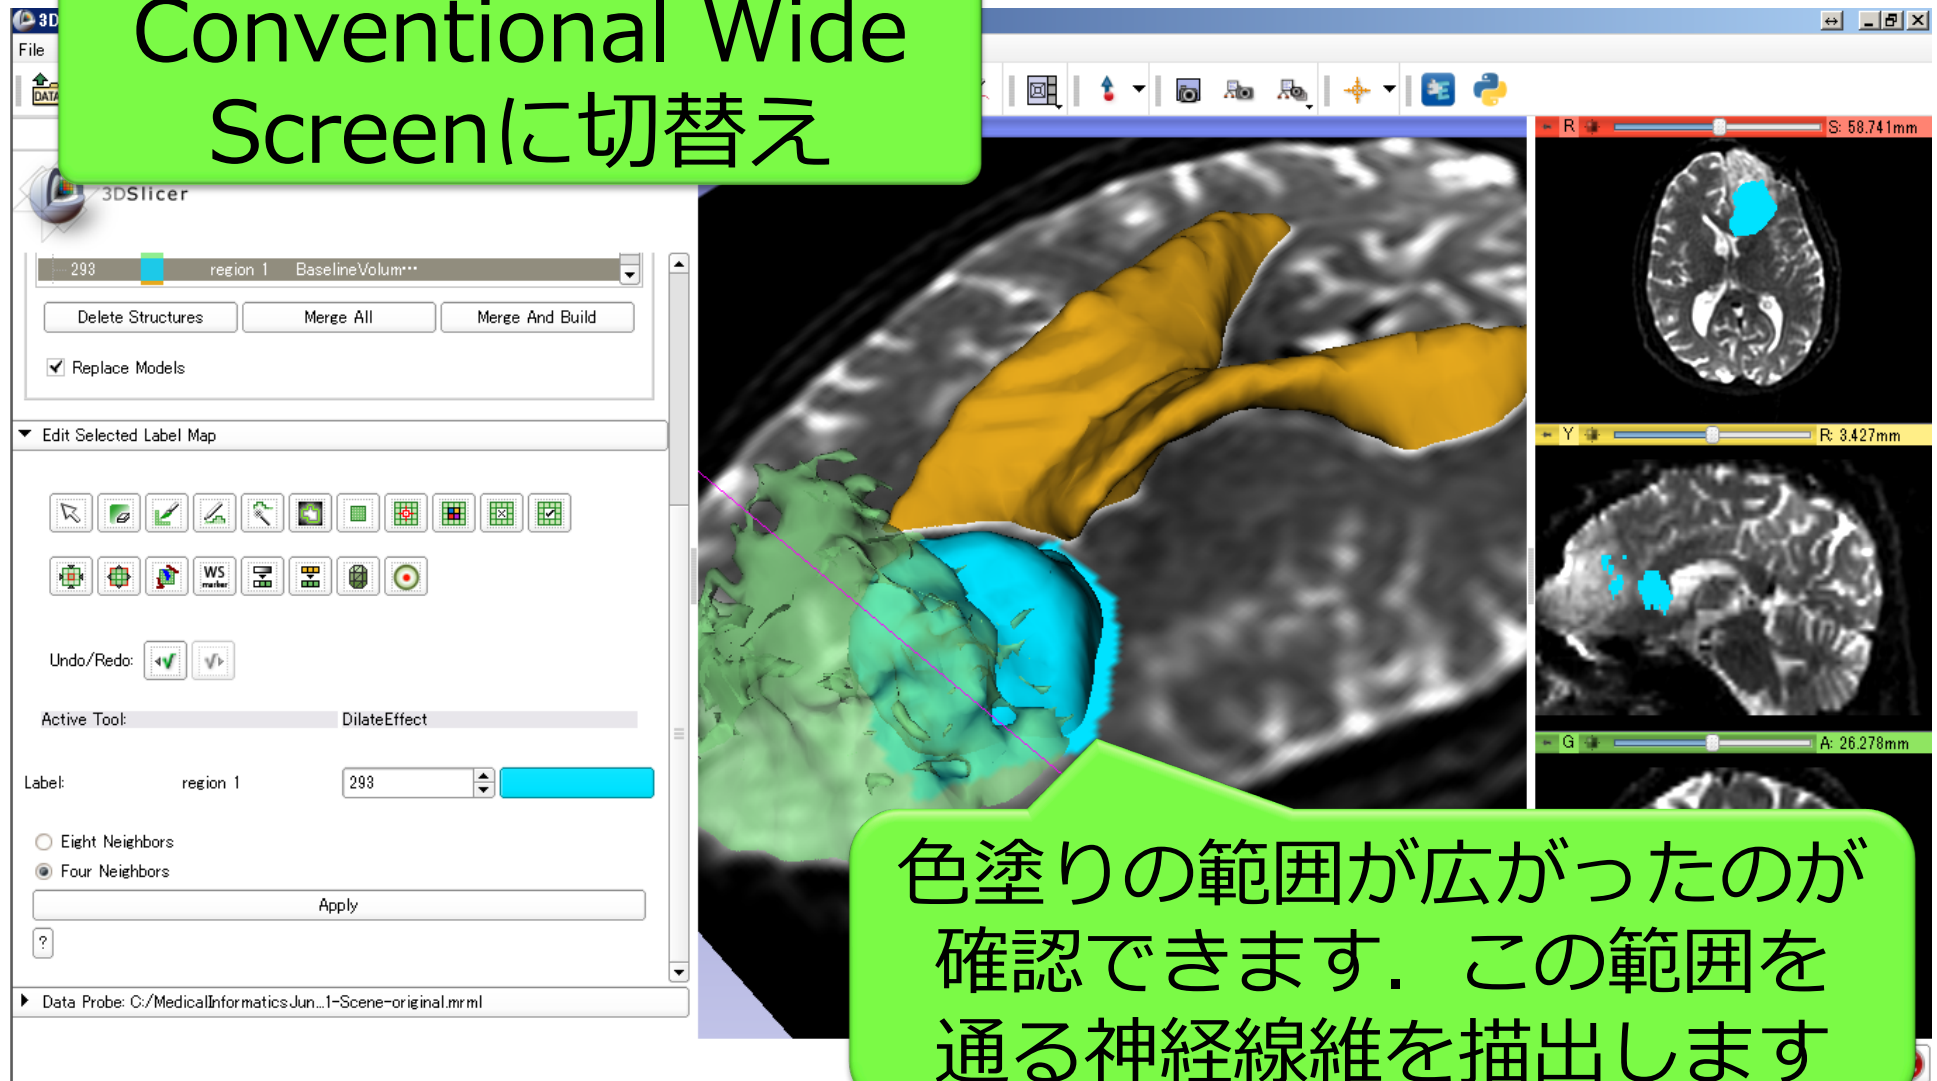 Conventional Wide
Screenに切替え
3D
File
DATA
R
S: 58.741mm
3DSlicer
293 region 1 BaselineVolum...
Delete Structures
Merge All
Merge And Build
Replace Models
Edit Selected Label Map
Y
R: 3.427mm
WS
marker
Undo/Redo:
Active Tool: DilateEffect
G
A: 26.278mm
Label: region 1 293
Eight Neighbors
Four Neighbors
Apply
?
Data Probe: C:/MedicalInformaticsJun...1-Scene-original.mrml
色塗りの範囲が広がったのが
確認できます．この範囲を
通る神経線維を描出します